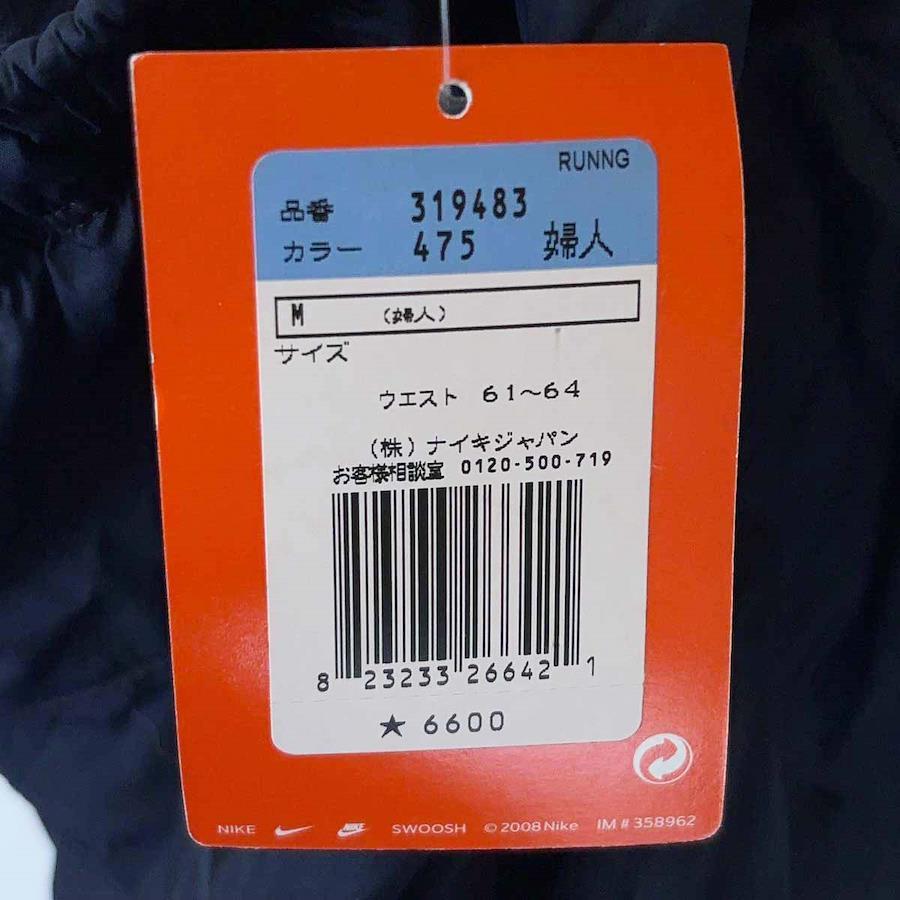 RUNNG
品番 319483
カラー 475 婦人
M (婦人)
サイズ
ウエスト 61～64
(株)ナイキジャパン
お客様相談室 0120-500-719
8 23233 26642 1
★ 6600
NIKE NIKE SWOOSH © 2008 Nike IM # 358962